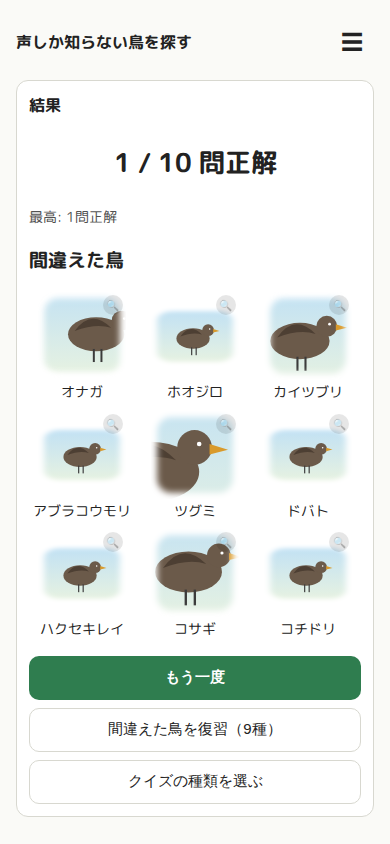 声しか知らない鳥を探す
結果
1 / 10 問正解
最高: 1問正解
間違えた鳥
オナガ
ホオジロ
カイツブリ
アブラコウモリ
ツグミ
ドバト
ハクセキレイ
コサギ
コチドリ
もう一度
間違えた鳥を復習（9種）
クイズの種類を選ぶ